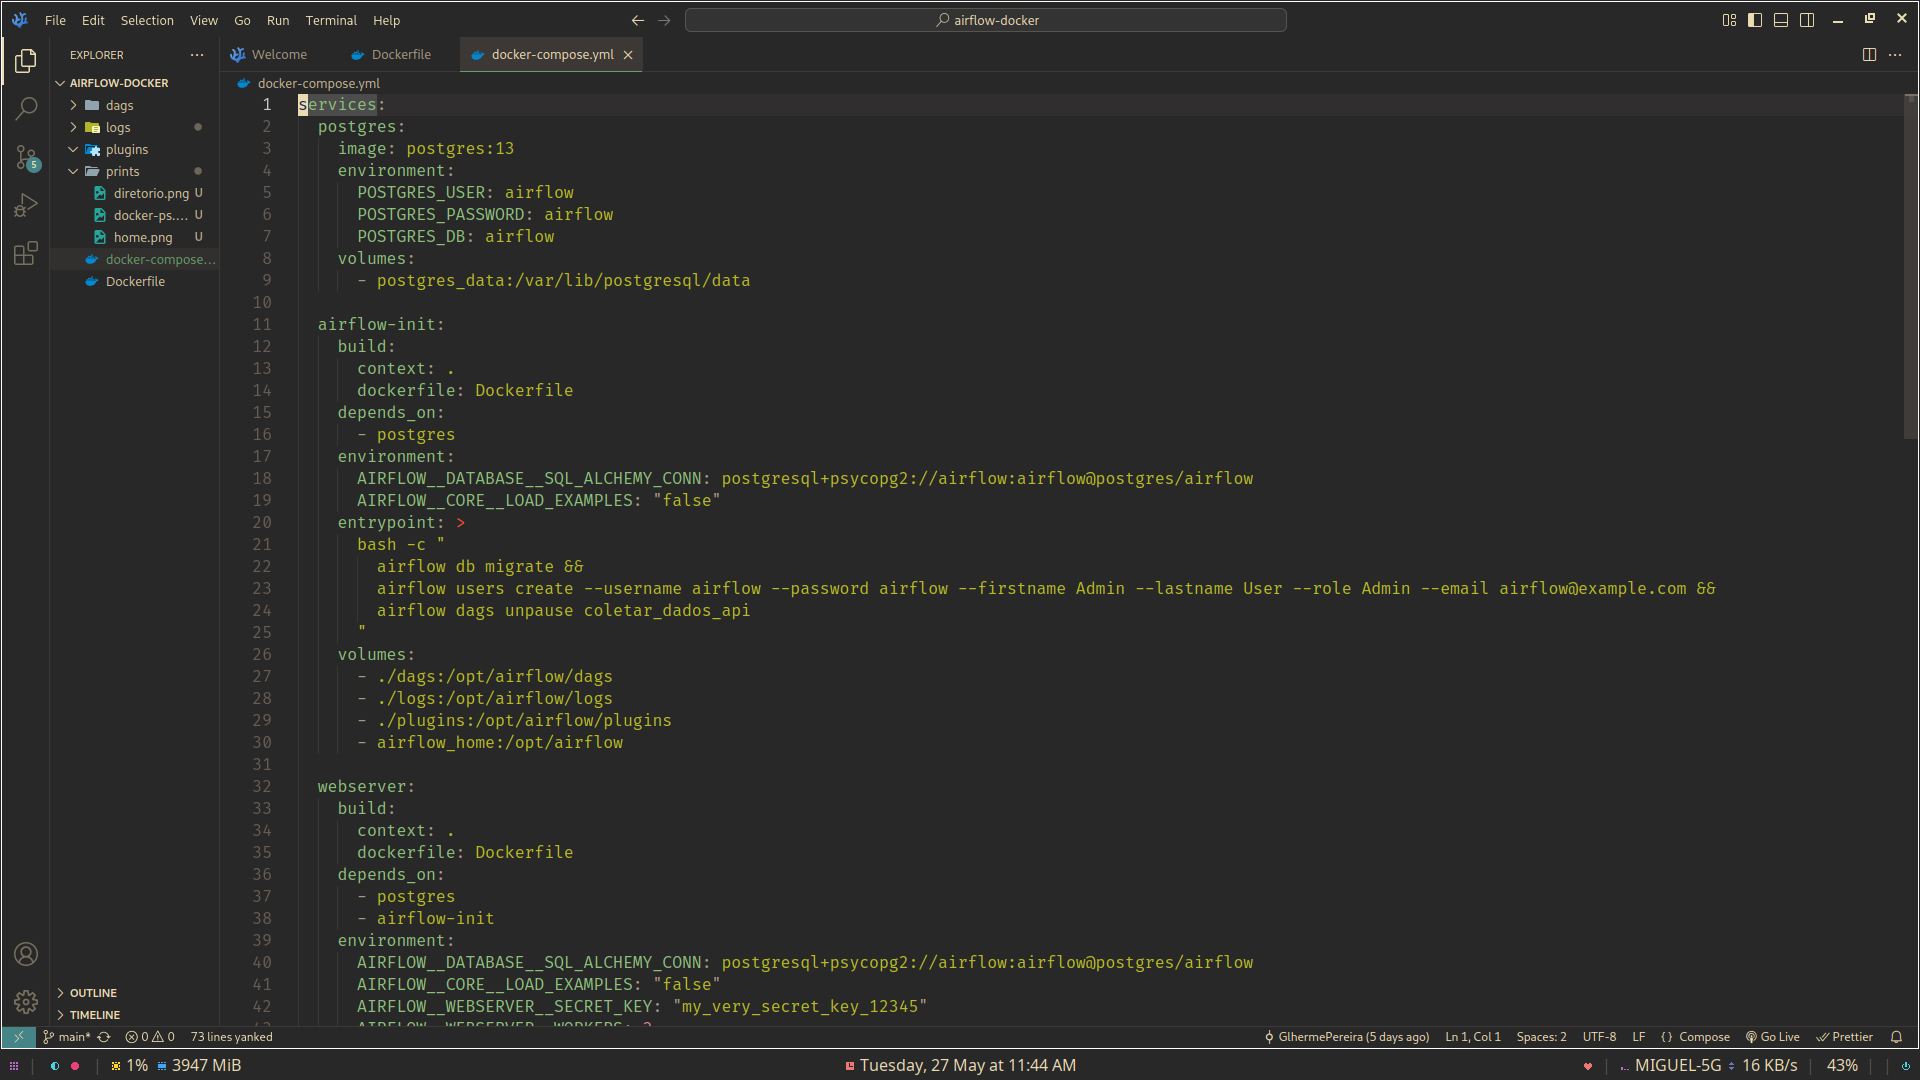 File Edit Selection View Go Run Terminal Help
airflow-docker
EXPLORER
Welcome
Dockerfile
docker-compose.yml
AIRFLOW-DOCKER
dags
logs
plugins
prints
diretorio.png U
docker-ps.... U
home.png U
docker-compose...
Dockerfile
5
OUTLINE
TIMELINE
docker-compose.yml
1 services:
2 postgres:
3 image: postgres:13
4 environment:
5 POSTGRES_USER: airflow
6 POSTGRES_PASSWORD: airflow
7 POSTGRES_DB: airflow
8 volumes:
9 - postgres_data:/var/lib/postgresql/data
10
11 airflow-init:
12 build:
13 context: .
14 dockerfile: Dockerfile
15 depends_on:
16 - postgres
17 environment:
18 AIRFLOW__DATABASE__SQL_ALCHEMY_CONN: postgresql+psycopg2://airflow:airflow@postgres/airflow
19 AIRFLOW__CORE__LOAD_EXAMPLES: "false"
20 entrypoint: >
21 bash -c "
22 airflow db migrate &&
23 airflow users create --username airflow --password airflow --firstname Admin --lastname User --role Admin --email airflow@example.com &&
24 airflow dags unpause coletar_dados_api
25 "
26 volumes:
27 - ./dags:/opt/airflow/dags
28 - ./logs:/opt/airflow/logs
29 - ./plugins:/opt/airflow/plugins
30 - airflow_home:/opt/airflow
31
32 webserver:
33 build:
34 context: .
35 dockerfile: Dockerfile
36 depends_on:
37 - postgres
38 - airflow-init
39 environment:
40 AIRFLOW__DATABASE__SQL_ALCHEMY_CONN: postgresql+psycopg2://airflow:airflow@postgres/airflow
41 AIRFLOW__CORE__LOAD_EXAMPLES: "false"
42 AIRFLOW__WEBSERVER__SECRET_KEY: "my_very_secret_key_12345"
main* 0 0 73 lines yanked
GlhermePereira (5 days ago) Ln 1, Col 1 Spaces: 2 UTF-8 LF {} Compose Go Live Prettier
1% 3947 MiB
Tuesday, 27 May at 11:44 AM
MIGUEL-5G 16 KB/s 43%